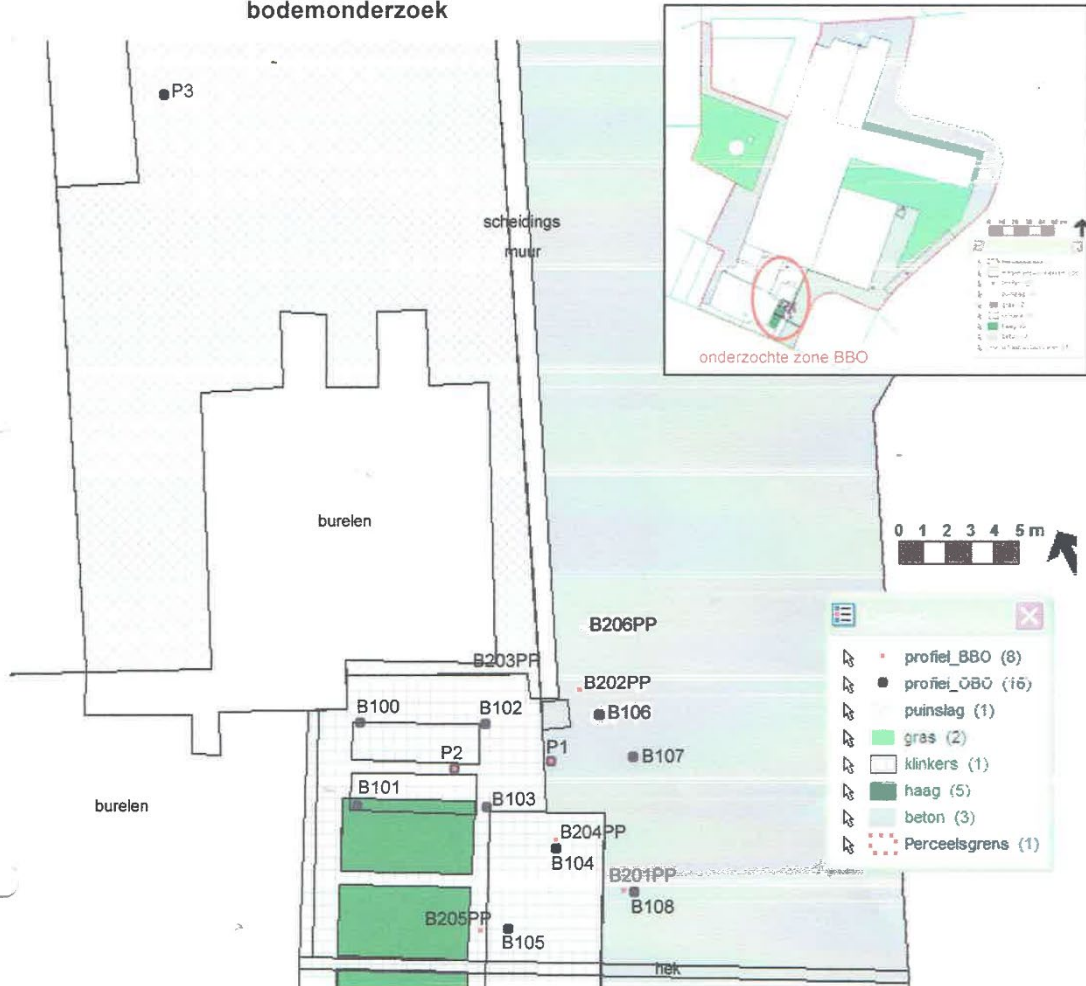 bodemonderzoek
P3
scheidings
muur
onderzochte zone BBO
burelen
0 1 2 3 4 5 m
B206PP
B203PP
B202PP
B100
B102
B106
P2
P1
B107
burelen
B101
B103
B204PP
B104
B201PP
B108
B205PP
B105
hek
profiel_BBO (8)
profiel_OBO (16)
puinslag (1)
gras (2)
klinkers (1)
haag (5)
beton (3)
Perceelsgrens (1)